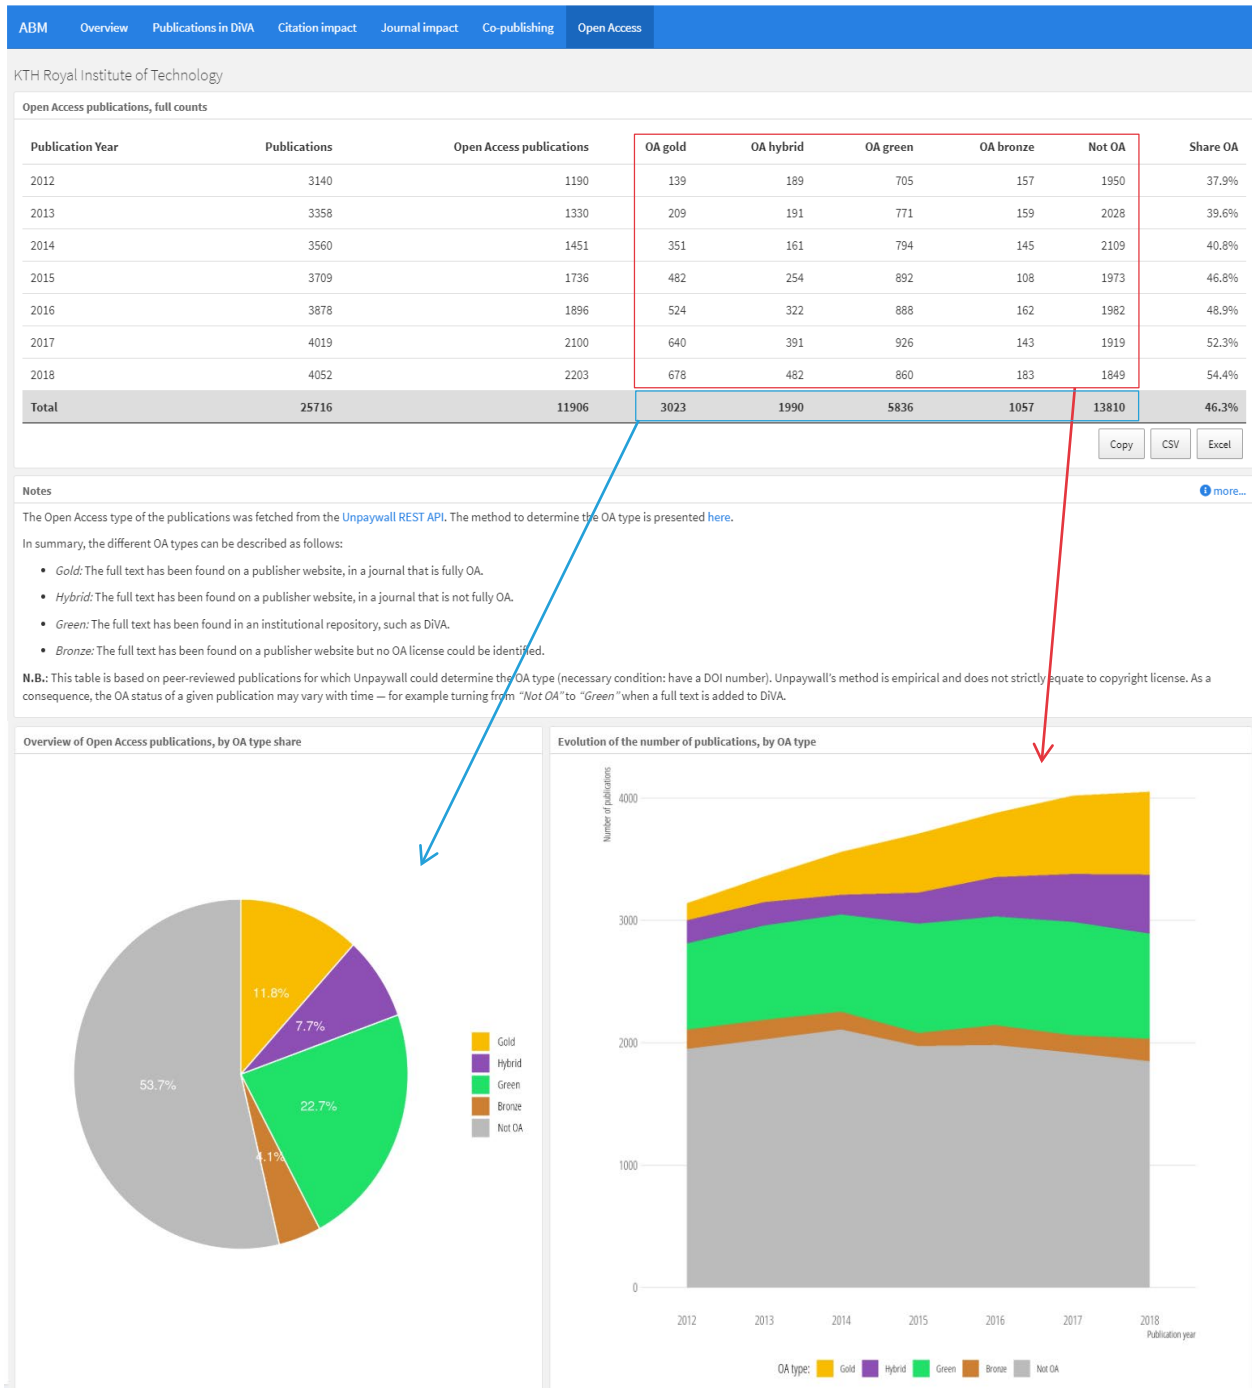 ABM Overview Publications in DiVA Citation impact Journal impact Co-publishing Open Access
KTH Royal Institute of Technology
Open Access publications, full counts
Publication Year Publications Open Access publications OA gold OA hybrid OA green OA bronze Not OA Share OA
2012 3140 1190 139 189 705 157 1950 37.9%
2013 3358 1330 209 191 771 159 2028 39.6%
2014 3560 1451 351 161 794 145 2109 40.8%
2015 3709 1736 482 254 892 108 1973 46.8%
2016 3878 1896 524 322 888 162 1982 48.9%
2017 4019 2100 640 391 926 143 1919 52.3%
2018 4052 2203 678 482 860 183 1849 54.4%
Total 25716 11906 3023 1990 5836 1057 13810 46.3%
Copy CSV Excel
Notes more...
The Open Access type of the publications was fetched from the Unpaywall REST API. The method to determine the OA type is presented here.
In summary, the different OA types can be described as follows:
• Gold: The full text has been found on a publisher website, in a journal that is fully OA.
• Hybrid: The full text has been found on a publisher website, in a journal that is not fully OA.
• Green: The full text has been found in an institutional repository, such as DiVA.
• Bronze: The full text has been found on a publisher website but no OA license could be identified.
N.B.: This table is based on peer-reviewed publications for which Unpaywall could determine the OA type (necessary condition: have a DOI number). Unpaywall's method is empirical and does not strictly equate to copyright license. As a
consequence, the OA status of a given publication may vary with time — for example turning from "Not OA" to "Green" when a full text is added to DiVA.
Overview of Open Access publications, by OA type share
11.8%
7.7%
53.7%
22.7%
4.1%
Gold
Hybrid
Green
Bronze
Not OA
Evolution of the number of publications, by OA type
Number of publications
4000
3000
2000
1000
0
2012 2013 2014 2015 2016 2017 2018
Publication year
OA type: Gold Hybrid Green Bronze Not OA